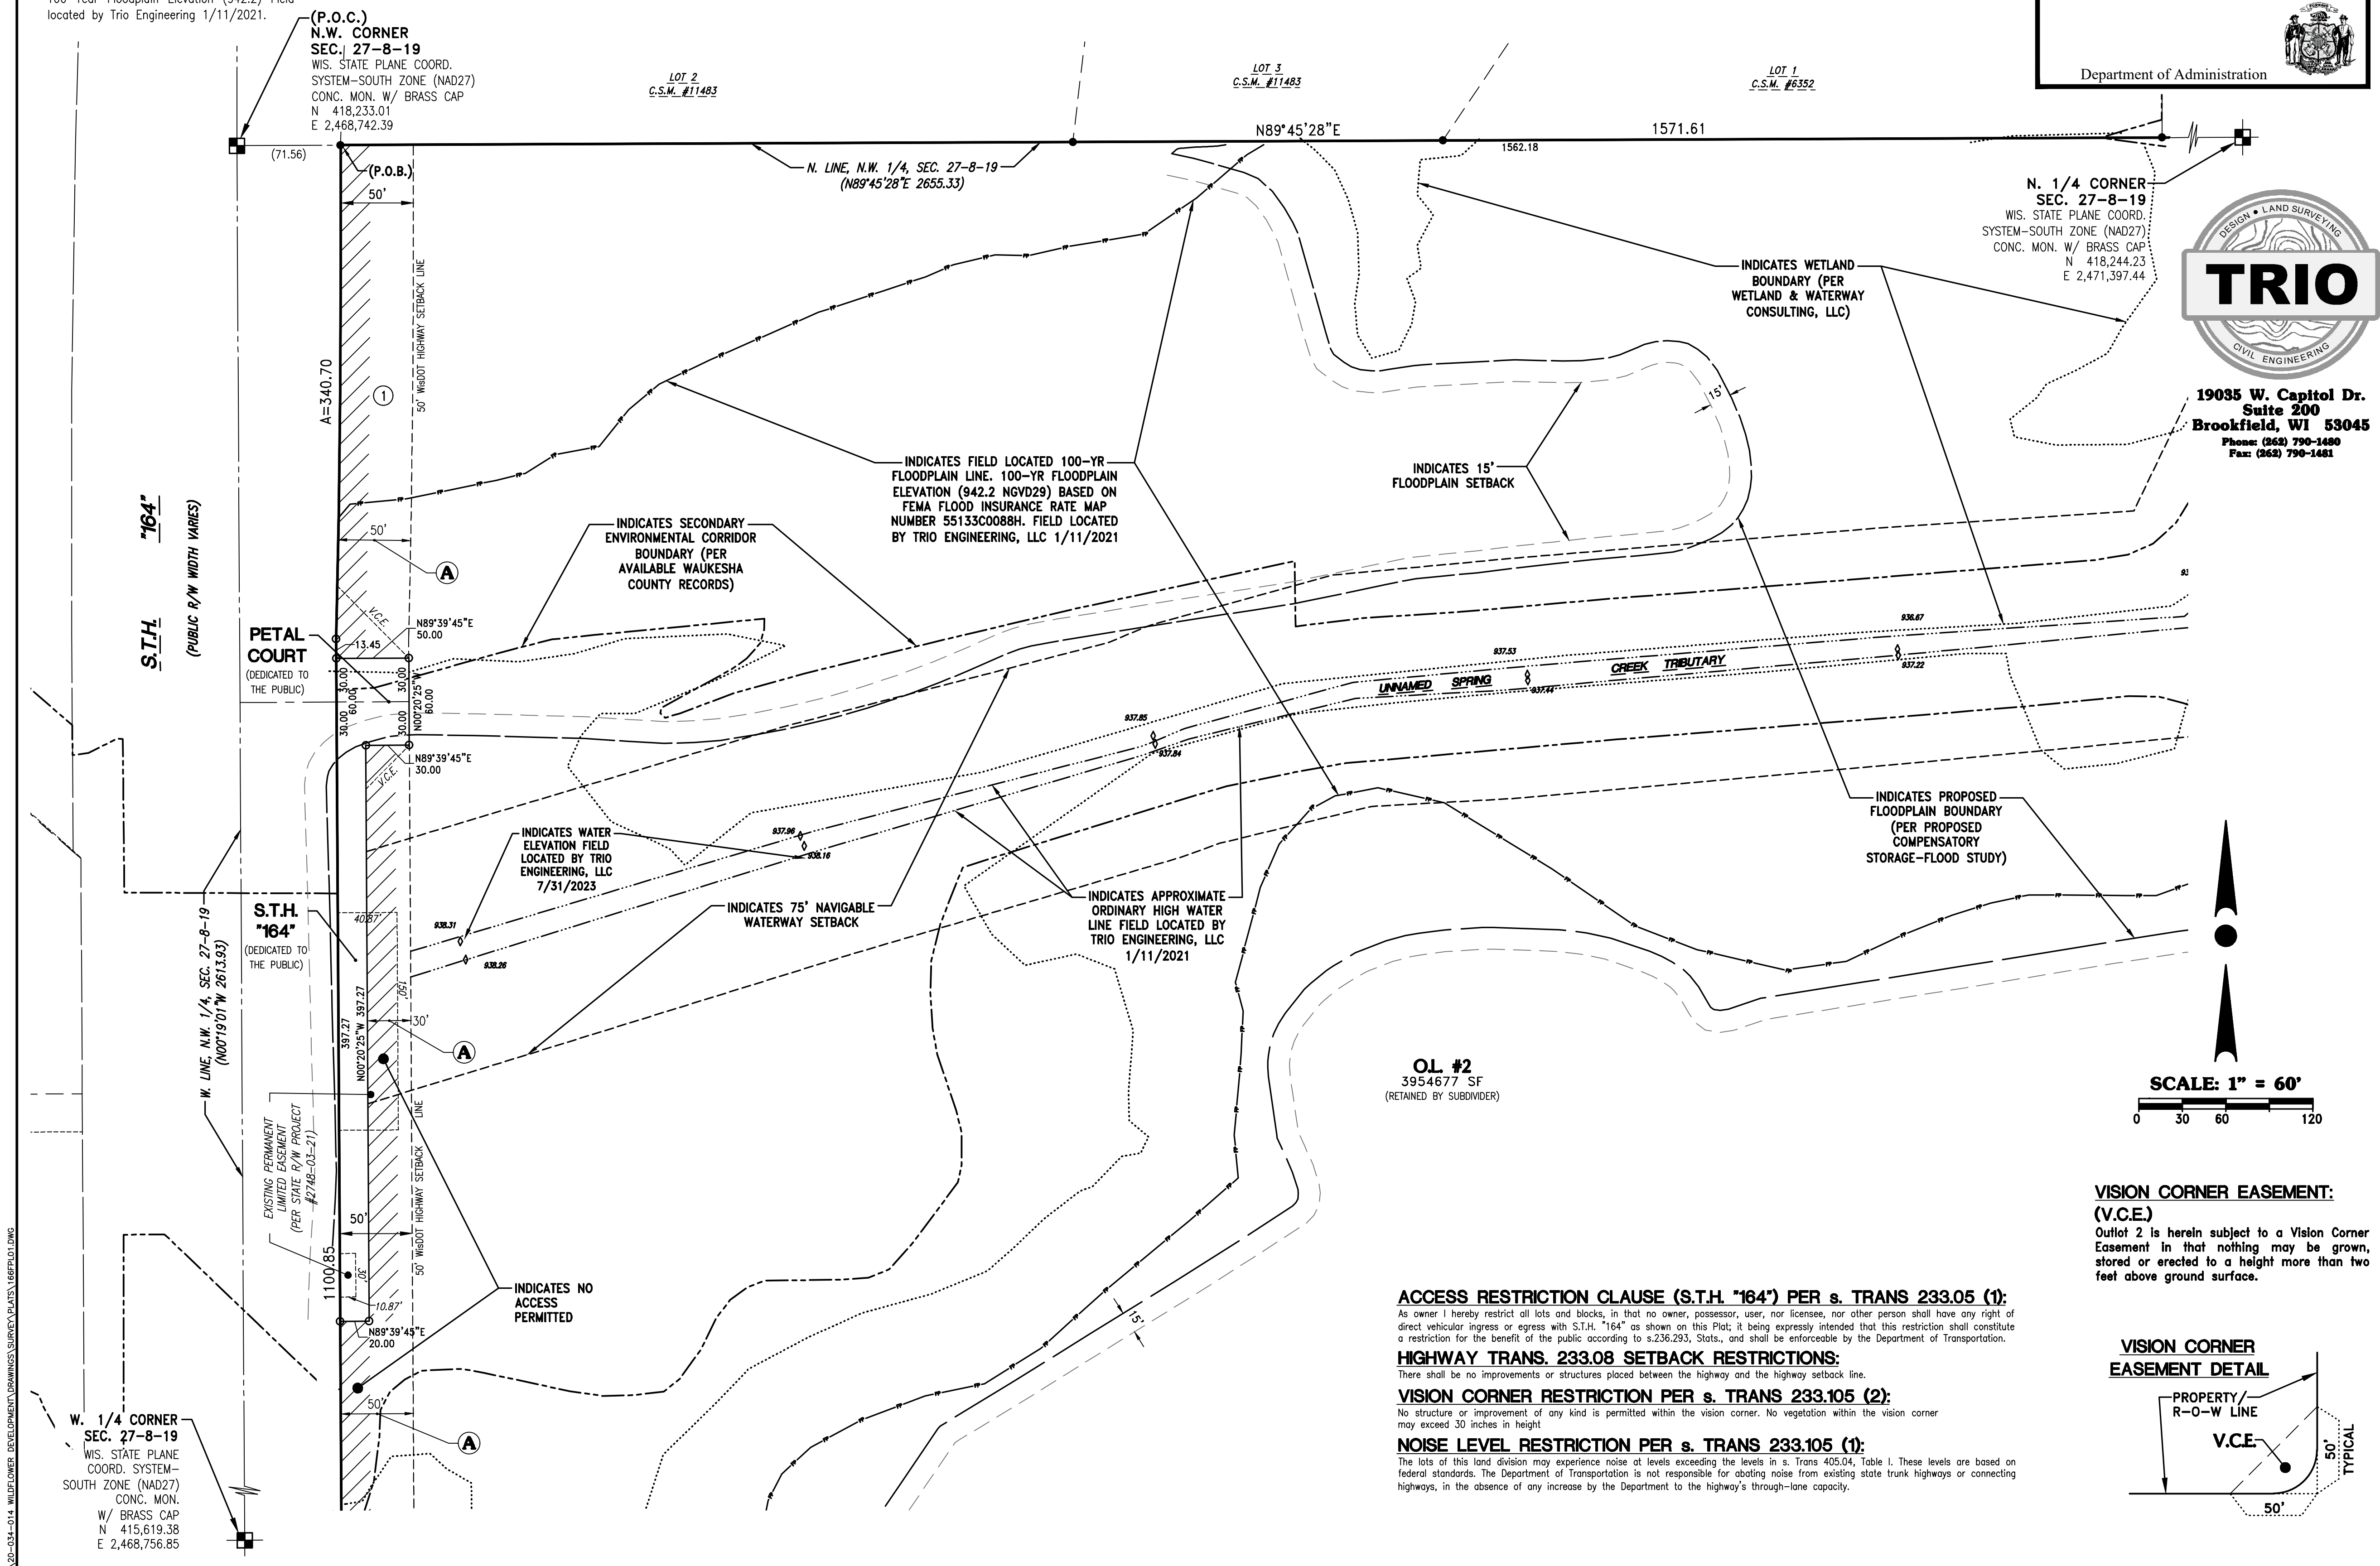 located by Trio Engineering 1/11/2021.
(P.O.C.)
N.W. CORNER
SEC. 27-8-19
WIS. STATE PLANE COORD.
SYSTEM-SOUTH ZONE (NAD27)
CONC. MON. W/ BRASS CAP
N 418,233.01
E 2,468,742.39
LOT 2
C.S.M. #11483
LOT 3
C.S.M. #11483
LOT 1
C.S.M. #6352
Department of Administration
(71.56)
(P.O.B.)
50'
N. LINE, N.W. 1/4, SEC. 27-8-19
(N89°45'28"E 2655.33)
N89°45'28"E
1571.61
1562.18
N. 1/4 CORNER
SEC. 27-8-19
WIS. STATE PLANE COORD.
SYSTEM-SOUTH ZONE (NAD27)
CONC. MON. W/ BRASS CAP
N 418,244.23
E 2,471,397.44
DESIGN • LAND SURVEYING
TRIO
CIVIL ENGINEERING
19035 W. Capitol Dr.
Suite 200
Brookfield, WI 53045
Phone: (262) 790-1480
Fax: (262) 790-1481
INDICATES WETLAND
BOUNDARY (PER
WETLAND & WATERWAY
CONSULTING, LLC)
50' WisDOT HIGHWAY SETBACK LINE
A=340.70
1
15'
INDICATES FIELD LOCATED 100-YR
FLOODPLAIN LINE. 100-YR FLOODPLAIN
ELEVATION (942.2 NGVD29) BASED ON
FEMA FLOOD INSURANCE RATE MAP
NUMBER 55133C0088H. FIELD LOCATED
BY TRIO ENGINEERING, LLC 1/11/2021
INDICATES 15'
FLOODPLAIN SETBACK
S.T.H. "164"
(PUBLIC R/W WIDTH VARIES)
50'
A
INDICATES SECONDARY
ENVIRONMENTAL CORRIDOR
BOUNDARY (PER
AVAILABLE WAUKESHA
COUNTY RECORDS)
V.C.E.
N89°39'45"E
50.00
PETAL
COURT
(DEDICATED TO
THE PUBLIC)
13.45
30.00
30.00
60.00
30.00
30.00
N00°20'25"W
60.00
N89°39'45"E
30.00
V.C.E.
936.67
937.53
937.22
937.44
UNNAMED SPRING CREEK TRIBUTARY
937.85
937.84
937.96
938.16
938.31
938.26
INDICATES WATER
ELEVATION FIELD
LOCATED BY TRIO
ENGINEERING, LLC
7/31/2023
INDICATES 75' NAVIGABLE
WATERWAY SETBACK
INDICATES APPROXIMATE
ORDINARY HIGH WATER
LINE FIELD LOCATED BY
TRIO ENGINEERING, LLC
1/11/2021
INDICATES PROPOSED
FLOODPLAIN BOUNDARY
(PER PROPOSED
COMPENSATORY
STORAGE-FLOOD STUDY)
S.T.H.
"164"
(DEDICATED TO
THE PUBLIC)
40.87'
150'
W. LINE, N.W. 1/4, SEC. 27-8-19
(N00°19'01"W 2613.93)
397.27
N00°20'25"W 397.27
30'
A
O.L. #2
3954677 SF
(RETAINED BY SUBDIVIDER)
SCALE: 1" = 60'
0 30 60 120
EXISTING PERMANENT
LIMITED EASEMENT
(PER STATE R/W PROJECT
#2748-03-21)
50' WisDOT HIGHWAY SETBACK LINE
50'
1100.85
30'
10.87'
N89°39'45"E
20.00
INDICATES NO
ACCESS
PERMITTED
50'
A
15'
VISION CORNER EASEMENT:
(V.C.E.)
Outlot 2 is herein subject to a Vision Corner
Easement in that nothing may be grown,
stored or erected to a height more than two
feet above ground surface.
ACCESS RESTRICTION CLAUSE (S.T.H. "164") PER s. TRANS 233.05 (1):
As owner I hereby restrict all lots and blocks, in that no owner, possessor, user, nor licensee, nor other person shall have any right of
direct vehicular ingress or egress with S.T.H. "164" as shown on this Plat; it being expressly intended that this restriction shall constitute
a restriction for the benefit of the public according to s.236.293, Stats., and shall be enforceable by the Department of Transportation.
HIGHWAY TRANS. 233.08 SETBACK RESTRICTIONS:
There shall be no improvements or structures placed between the highway and the highway setback line.
VISION CORNER RESTRICTION PER s. TRANS 233.105 (2):
No structure or improvement of any kind is permitted within the vision corner. No vegetation within the vision corner
may exceed 30 inches in height
NOISE LEVEL RESTRICTION PER s. TRANS 233.105 (1):
The lots of this land division may experience noise at levels exceeding the levels in s. Trans 405.04, Table I. These levels are based on
federal standards. The Department of Transportation is not responsible for abating noise from existing state trunk highways or connecting
highways, in the absence of any increase by the Department to the highway's through-lane capacity.
VISION CORNER
EASEMENT DETAIL
PROPERTY/
R-O-W LINE
V.C.E.
50'
TYPICAL
50'
W. 1/4 CORNER
SEC. 27-8-19
WIS. STATE PLANE
COORD. SYSTEM-
SOUTH ZONE (NAD27)
CONC. MON.
W/ BRASS CAP
N 415,619.38
E 2,468,756.85
\20-034-014 WILDFLOWER DEVELOPMENT\DRAWINGS\SURVEY\PLATS\166FPL01.DWG